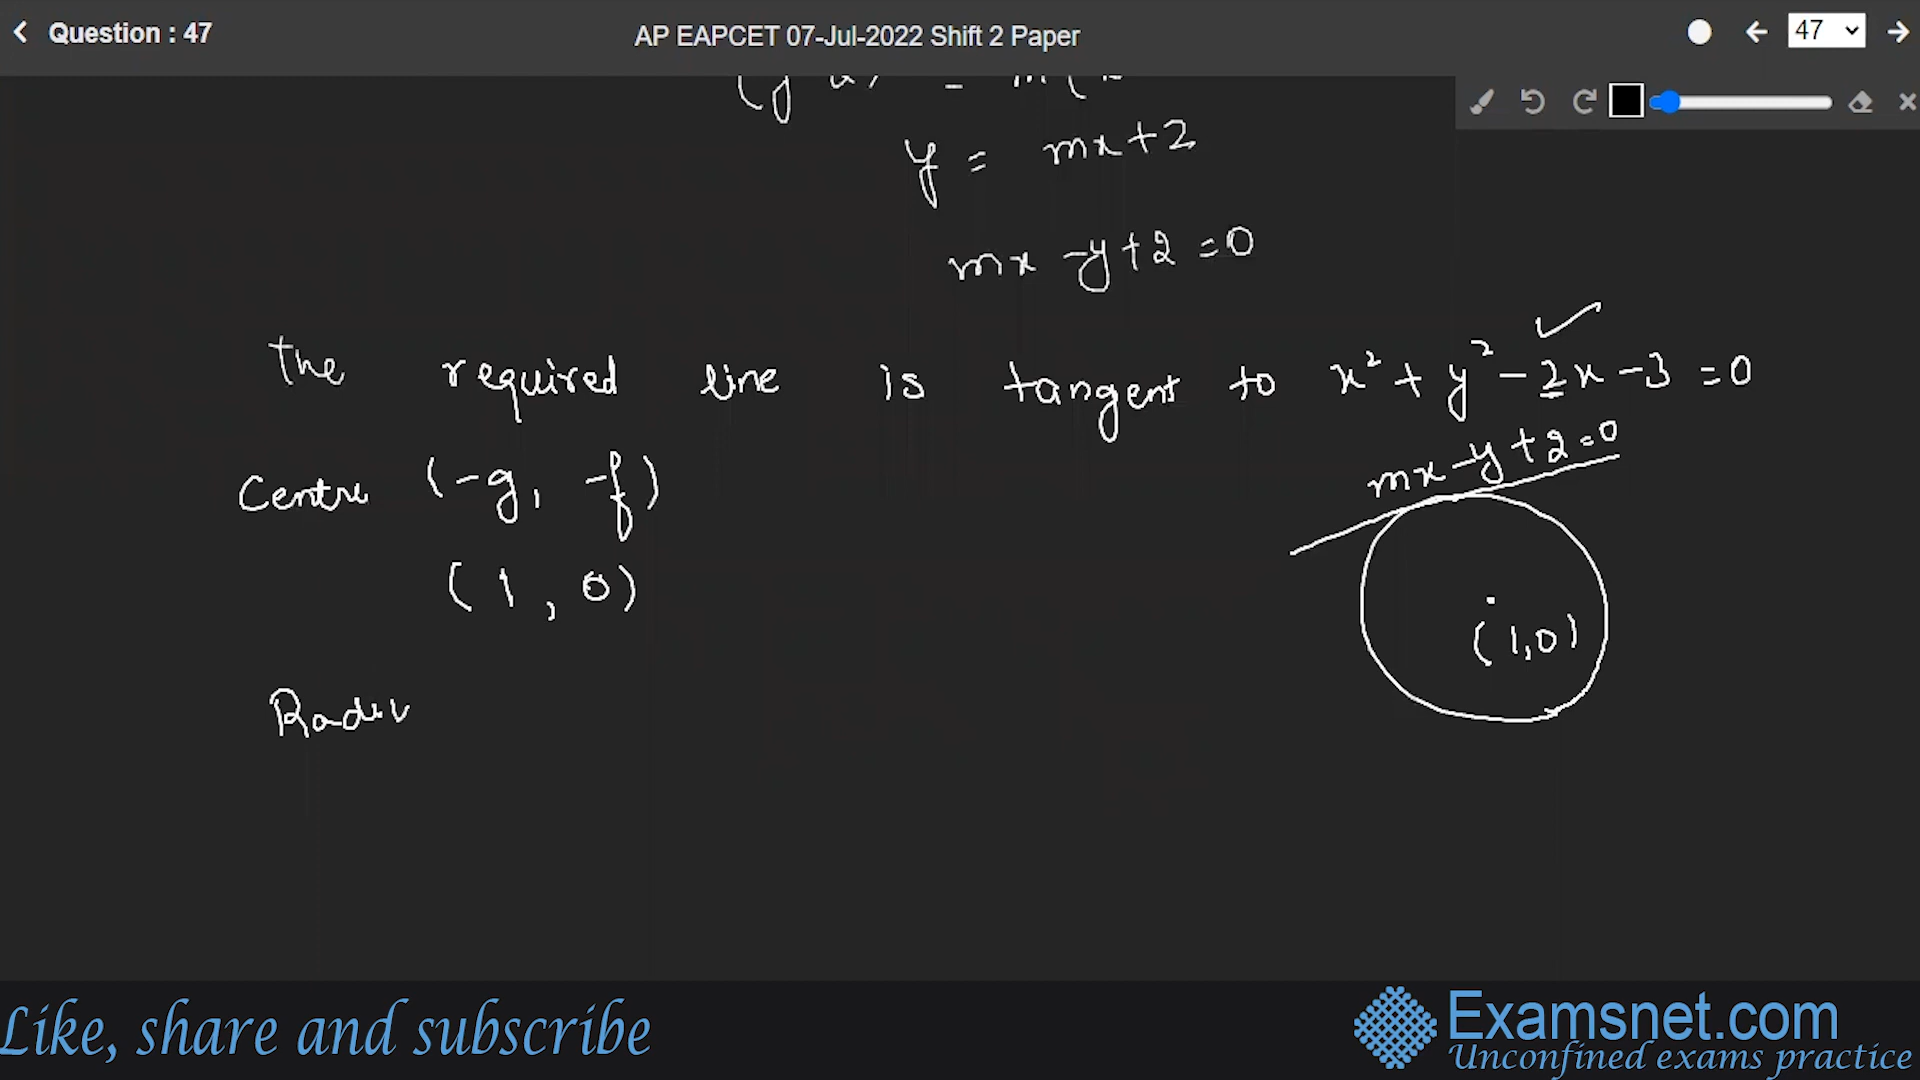 Question : 47
AP EAPCET 07-Jul-2022 Shift 2 Paper
47
y = mx+2
mx -y+2 =0
The required line is tangent to x²+y²-2x-3 =0
mx-y+2=0
Centre (-g, -f)
(1, 0)
(1,0)
Radiu
Like, share and subscribe
Examsnet.com
Unconfined exams practice